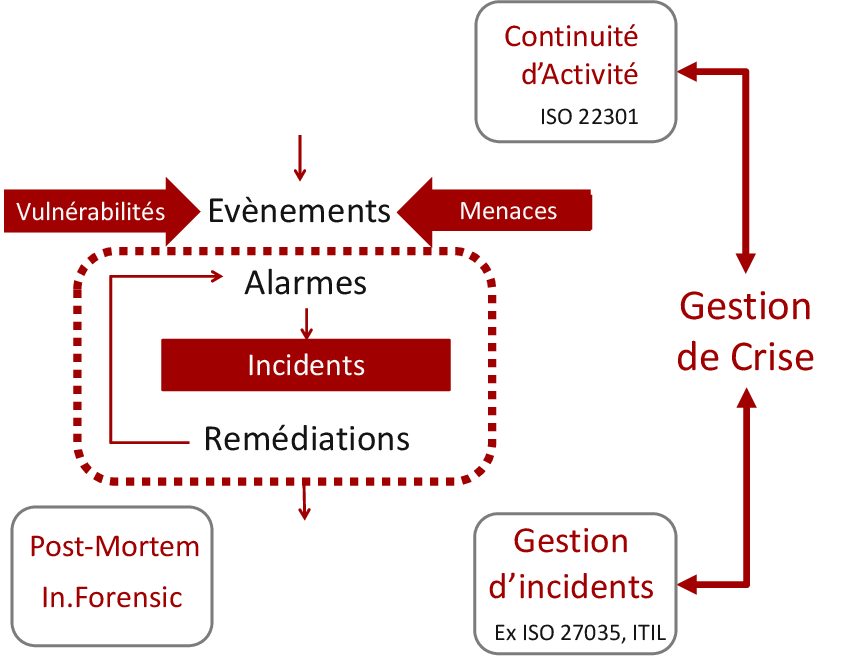 Continuité
d'Activité
ISO 22301
Vulnérabilités
Evènements
Menaces
Alarmes
Incidents
Remédiations
Gestion
de Crise
Post-Mortem
In.Forensic
Gestion
d'incidents
Ex ISO 27035, ITIL